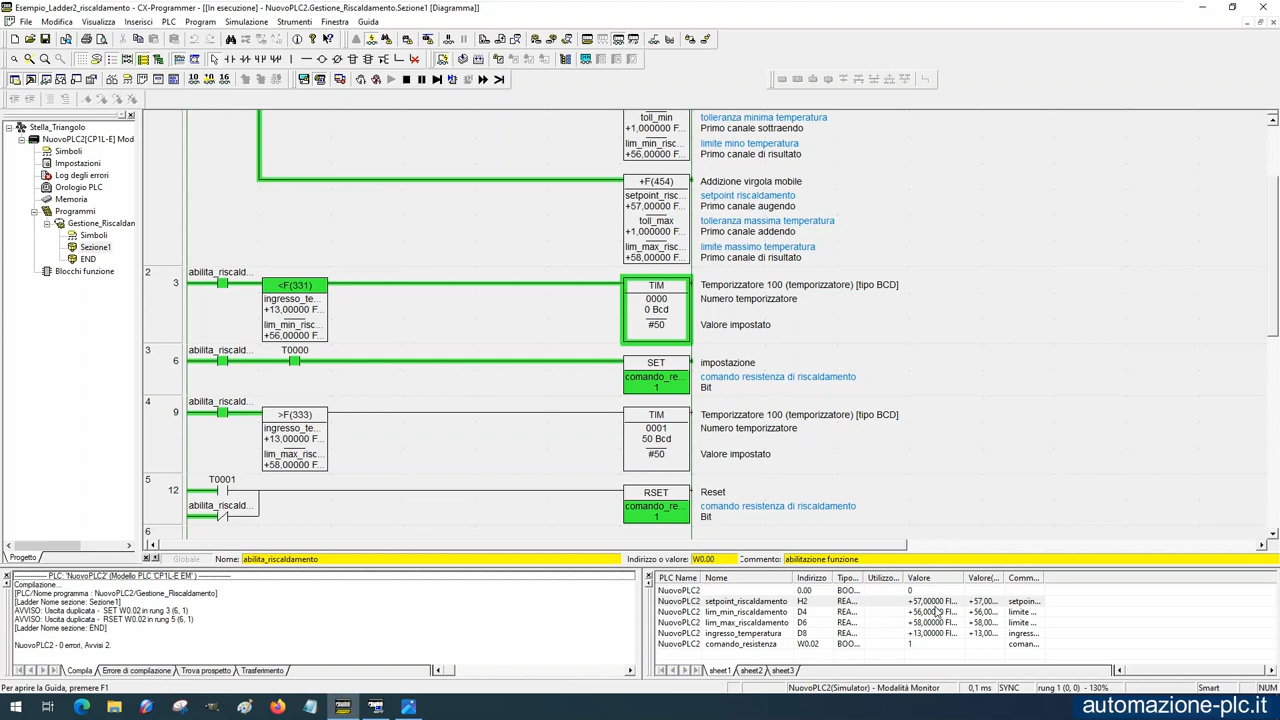 Esempio_Ladder2_riscaldamento - CX-Programmer - [[In esecuzione] - NuovoPLC2.Gestione_Riscaldamento.Sezione1 [Diagramma]]
File Modifica Visualizza Inserisci PLC Program Simulazione Strumenti Finestra Guida
10 10 16
Stella_Triangolo
NuovoPLC2[CP1L-E] Mod
Simboli
Impostazioni
Log degli errori
Orologio PLC
Memoria
Programmi
Gestione_Riscaldan
Simboli
Sezione1
END
Blocchi funzione
Progetto
toll_min
+1,000000 F...
lim_min_risc...
+56,00000 F...
tolleranza minima temperatura
Primo canale sottraendo
limite mino temperatura
Primo canale di risultato
+F(454)
setpoint_risc...
+57,00000 F...
toll_max
+1,000000 F...
lim_max_risc...
+58,00000 F...
Addizione virgola mobile
setpoint riscaldamento
Primo canale augendo
tolleranza massima temperatura
Primo canale addendo
limite massimo temperatura
Primo canale di risultato
2
3
abilita_riscald...
<F(331)
ingresso_te...
+13,00000 F...
lim_min_risc...
+56,00000 F...
TIM
0000
0 Bcd
#50
Temporizzatore 100 (temporizzatore) [tipo BCD]
Numero temporizzatore
Valore impostato
3
6
abilita_riscald...
T0000
SET
comando_re...
1
impostazione
comando resistenza di riscaldamento
Bit
4
9
abilita_riscald...
>F(333)
ingresso_te...
+13,00000 F...
lim_max_risc...
+58,00000 F...
TIM
0001
50 Bcd
#50
Temporizzatore 100 (temporizzatore) [tipo BCD]
Numero temporizzatore
Valore impostato
5
12
T0001
abilita_riscald...
RSET
comando_re...
1
Reset
comando resistenza di riscaldamento
Bit
6
Globale Nome: abilita_riscaldamento Indirizzo o valore: W0.00 Commento: abilitazione funzione
---------------- PLC: 'NuovoPLC2' (Modello PLC 'CP1L-E EM') ----------------
Compilazione...
[PLC/Nome programma : NuovoPLC2/Gestione_Riscaldamento]
[Ladder Nome sezione: Sezione1]
AVVISO: Uscita duplicata - SET W0.02 in rung 3 (6, 1)
AVVISO: Uscita duplicata - RSET W0.02 in rung 5 (6, 1)
[Ladder Nome sezione: END]
NuovoPLC2 - 0 errori, Avvisi 2.
Compila Errore di compilazione Trova prospetto Trasferimento
PLC Name Nome Indirizzo Tipo... Utilizzo... Valore Valore(... Comm...
NuovoPLC2 0.00 BOO... 0
NuovoPLC2 setpoint_riscaldamento H2 REA... +57,00000 Fl... +57,00... setpoin...
NuovoPLC2 lim_min_riscaldamento D4 REA... +56,00000 Fl... +56,00... limite ...
NuovoPLC2 lim_max_riscaldamento D6 REA... +58,00000 Fl... +58,00... limite ...
NuovoPLC2 ingresso_temperatura D8 REA... +13,00000 Fl... +13,00... ingress...
NuovoPLC2 comando_resistenza W0.02 BOO... 1 coman...
sheet1 sheet2 sheet3
Per aprire la Guida, premere F1
NuovoPLC2(Simulator) - Modalità Monitor 0,1 ms SYNC rung 1 (0, 0) - 130% Smart NUM
automazione-plc.it